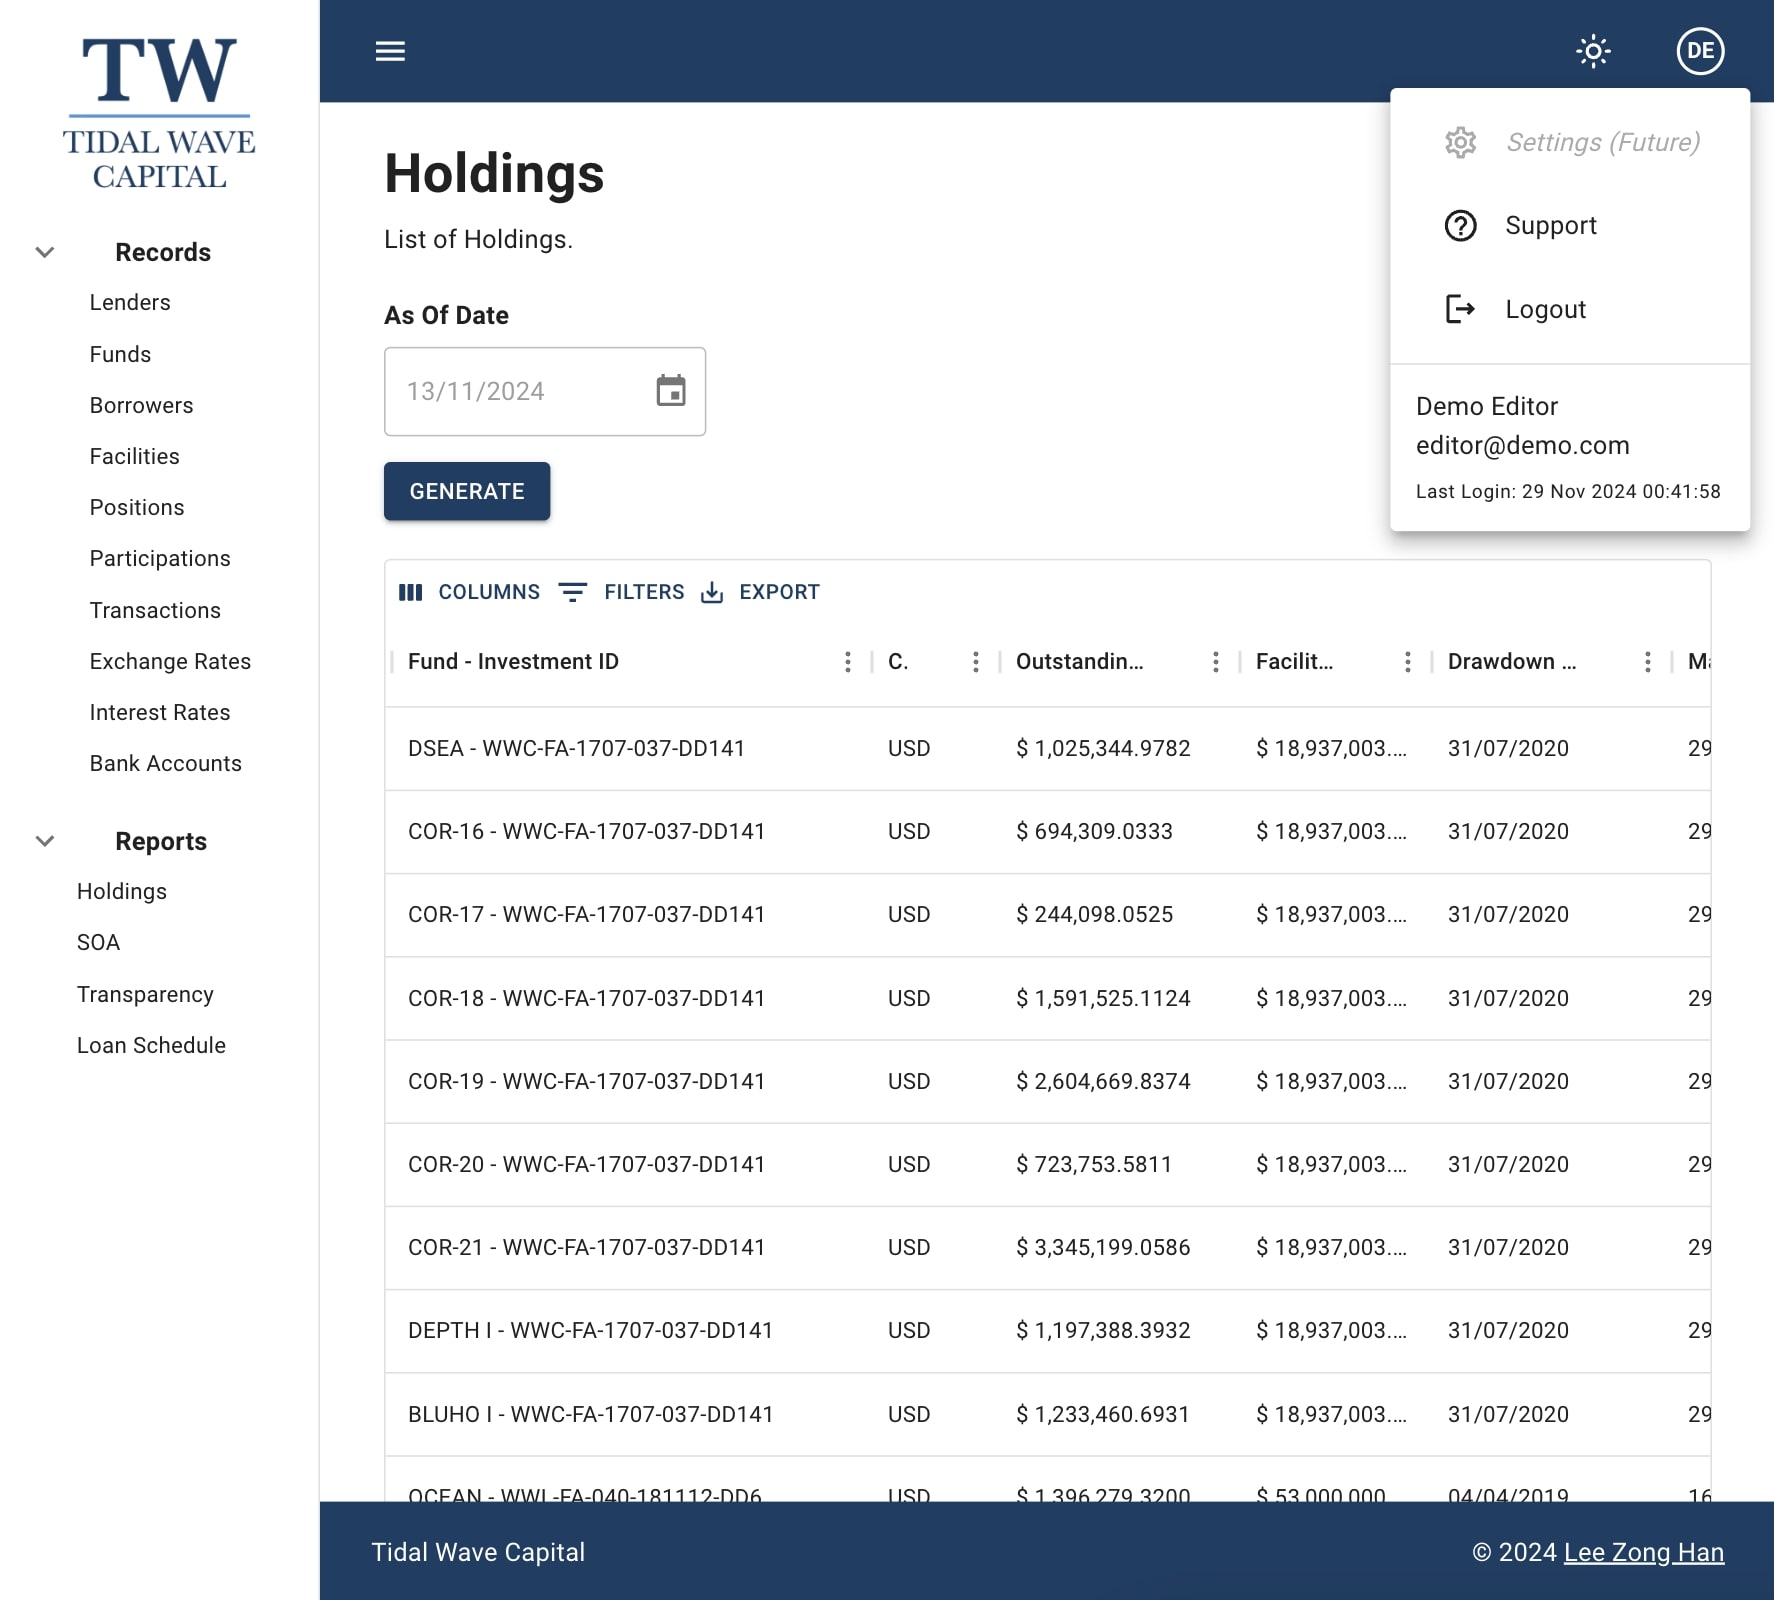 TW
TIDAL WAVE
CAPITAL
Records
Lenders
Funds
Borrowers
Facilities
Positions
Participations
Transactions
Exchange Rates
Interest Rates
Bank Accounts
Reports
Holdings
SOA
Transparency
Loan Schedule
DE
Settings (Future)
Support
Logout
Demo Editor
editor@demo.com
Last Login: 29 Nov 2024 00:41:58
Holdings
List of Holdings.
As Of Date
13/11/2024
GENERATE
COLUMNS FILTERS EXPORT
Fund - Investment ID C. Outstandin... Facilit... Drawdown ... Ma
DSEA - WWC-FA-1707-037-DD141 USD $ 1,025,344.9782 $ 18,937,003.... 31/07/2020 29
COR-16 - WWC-FA-1707-037-DD141 USD $ 694,309.0333 $ 18,937,003.... 31/07/2020 29
COR-17 - WWC-FA-1707-037-DD141 USD $ 244,098.0525 $ 18,937,003.... 31/07/2020 29
COR-18 - WWC-FA-1707-037-DD141 USD $ 1,591,525.1124 $ 18,937,003.... 31/07/2020 29
COR-19 - WWC-FA-1707-037-DD141 USD $ 2,604,669.8374 $ 18,937,003.... 31/07/2020 29
COR-20 - WWC-FA-1707-037-DD141 USD $ 723,753.5811 $ 18,937,003.... 31/07/2020 29
COR-21 - WWC-FA-1707-037-DD141 USD $ 3,345,199.0586 $ 18,937,003.... 31/07/2020 29
DEPTH I - WWC-FA-1707-037-DD141 USD $ 1,197,388.3932 $ 18,937,003.... 31/07/2020 29
BLUHO I - WWC-FA-1707-037-DD141 USD $ 1,233,460.6931 $ 18,937,003.... 31/07/2020 29
OCEAN - WWL-FA-040-181112-DD6 USD $ 1,396,279.3200 $ 53,000,000 04/04/2019 16
Tidal Wave Capital
© 2024 Lee Zong Han